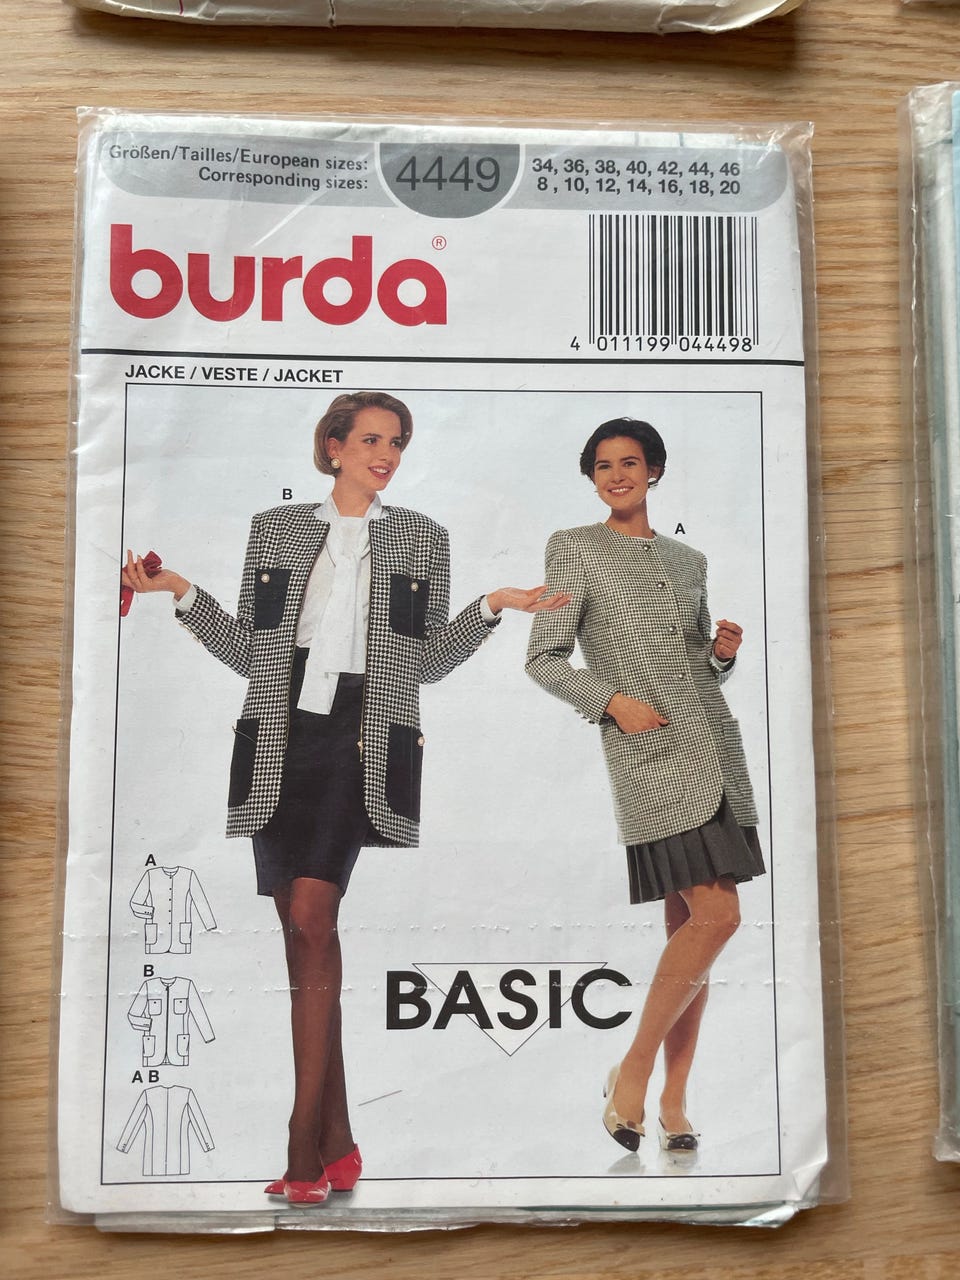 Größen/Tailles/European sizes:
Corresponding sizes:
4449
34, 36, 38, 40, 42, 44, 46
8 , 10, 12, 14, 16, 18, 20
burda ®
4 011199 044498
JACKE / VESTE / JACKET
B
A
A
B
A B
BASIC